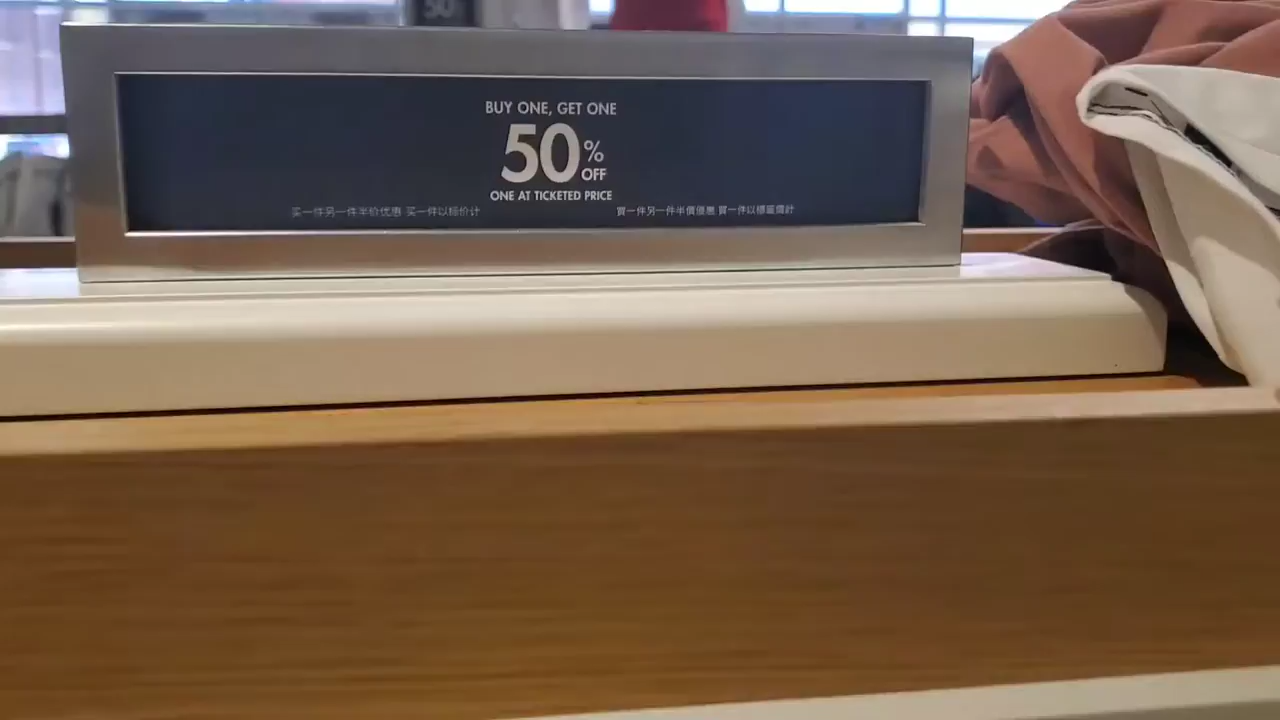 50
BUY ONE, GET ONE
50%
OFF
ONE AT TICKETED PRICE
买一件另一件半价优惠 买一件以标价计
買一件另一件半價優惠 買一件以標籤價計